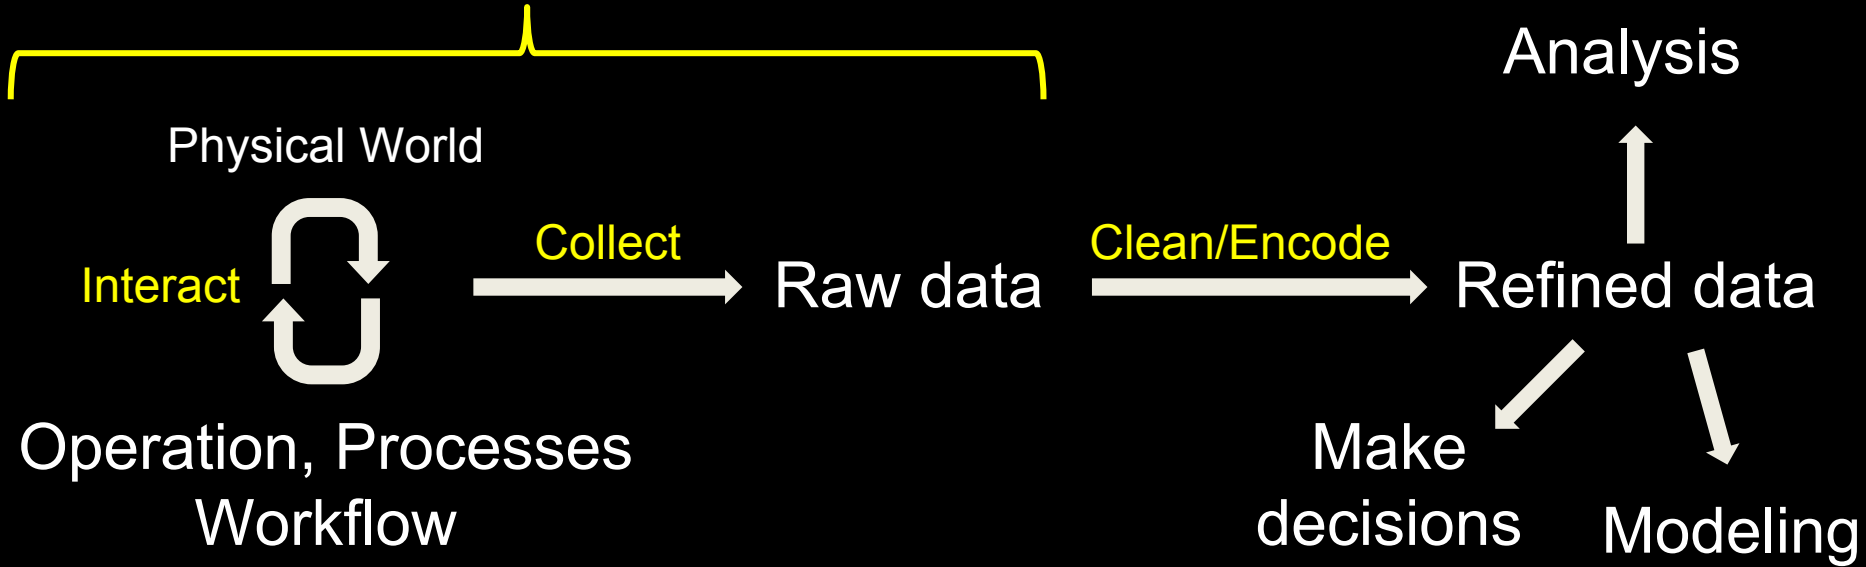 Analysis
Physical World
Collect
Clean/Encode
Interact
Raw data
Refined data
Operation, Processes
Workflow
Make
decisions
Modeling